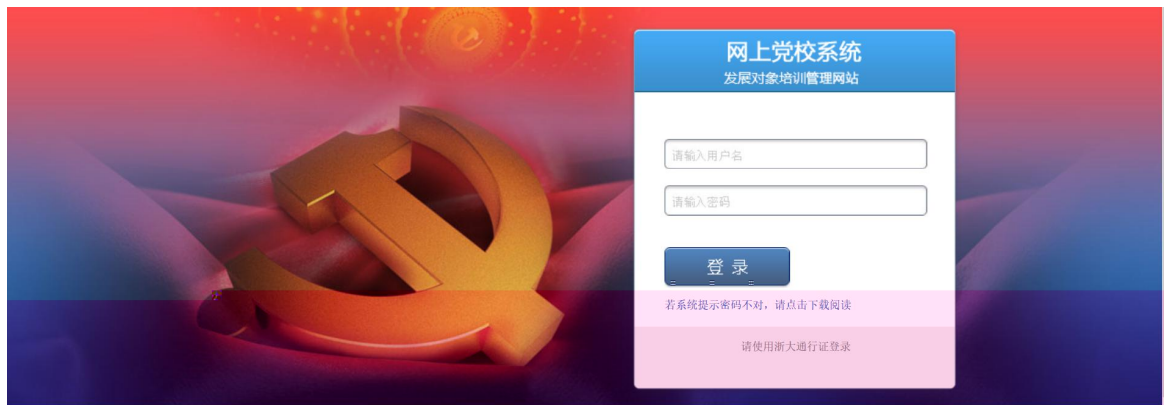 网上党校系统
发展对象培训管理网站
请输入用户名
请输入密码
登录
若系统提示密码不对，请点击下载阅读
请使用浙大通行证登录